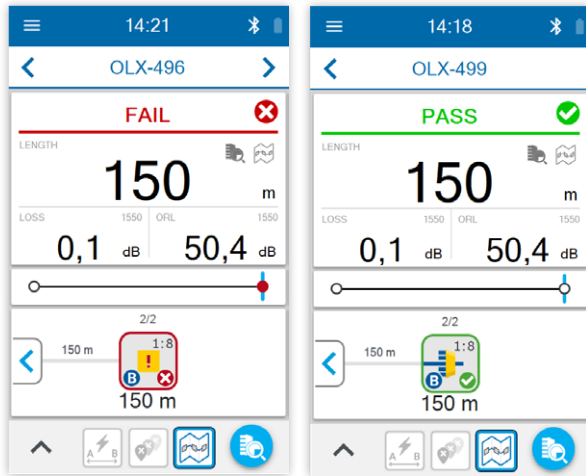 14:21
OLX-496
FAIL
LENGTH
150 m
LOSS 1550 ORL 1550
0,1 dB 50,4 dB
2/2
150 m
1:8
!
B
150 m
A B
14:18
OLX-499
PASS
LENGTH
150 m
LOSS 1550 ORL 1550
0,1 dB 50,4 dB
2/2
150 m
1:8
B
150 m
A B